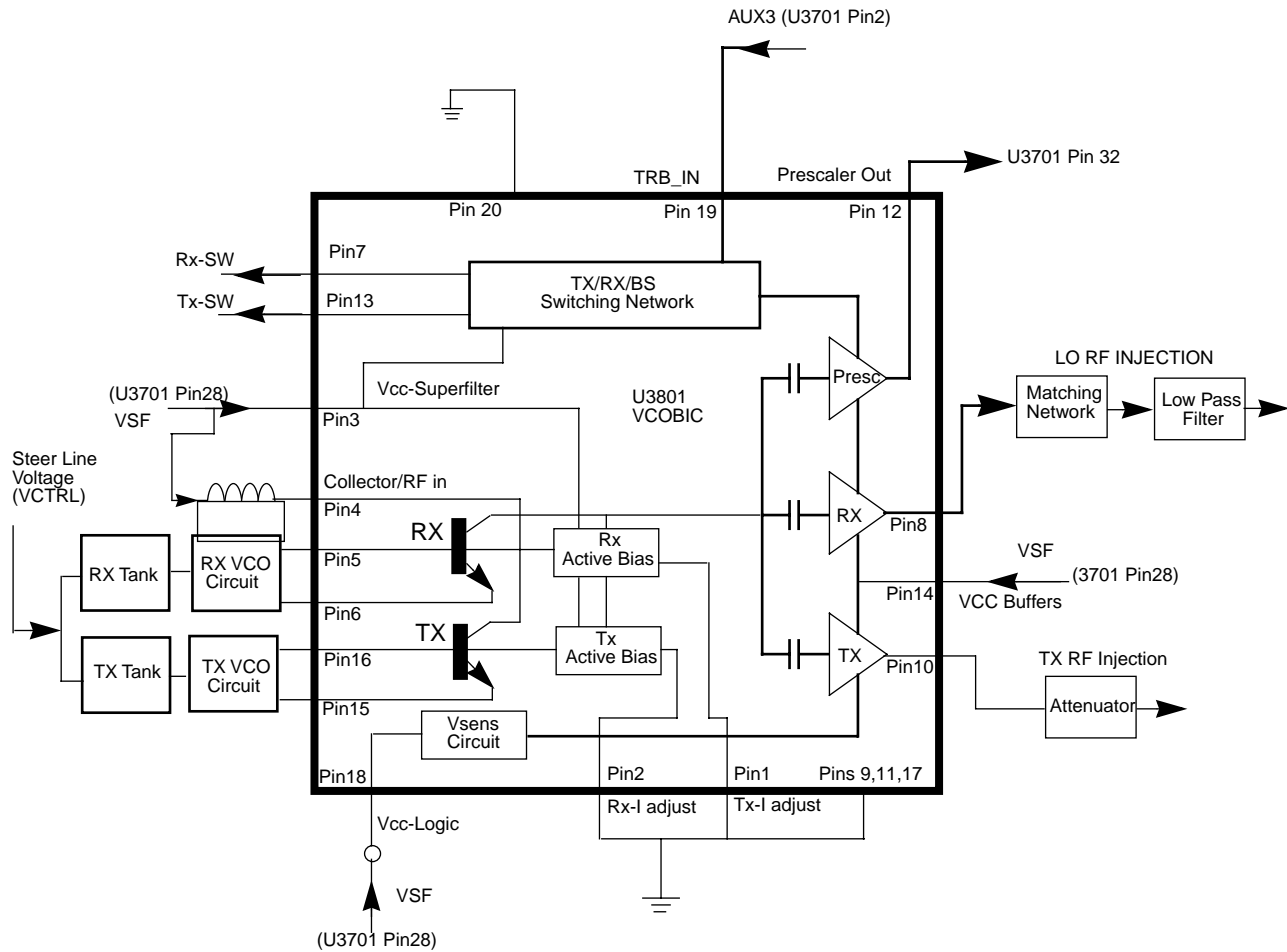 AUX3 (U3701 Pin2)
U3701 Pin 32
TRB_IN
Prescaler Out
Pin 20
Pin 19
Pin 12
Rx-SW
Pin7
Tx-SW
Pin13
TX/RX/BS
Switching Network
Presc
LO RF INJECTION
Matching
Network
Low Pass
Filter
(U3701 Pin28)
VSF
Vcc-Superfilter
Pin3
U3801
VCOBIC
Steer Line
Voltage
(VCTRL)
Collector/RF in
Pin4
RX
Rx
Active Bias
RX
Pin8
VSF
(3701 Pin28)
Pin14
VCC Buffers
RX Tank
RX VCO
Circuit
Pin5
Pin6
TX
Tx
Active Bias
TX
Pin10
TX RF Injection
Attenuator
TX Tank
TX VCO
Circuit
Pin16
Pin15
Vsens
Circuit
Pin18
Pin2
Pin1
Pins 9,11,17
Rx-I adjust
Tx-I adjust
Vcc-Logic
VSF
(U3701 Pin28)